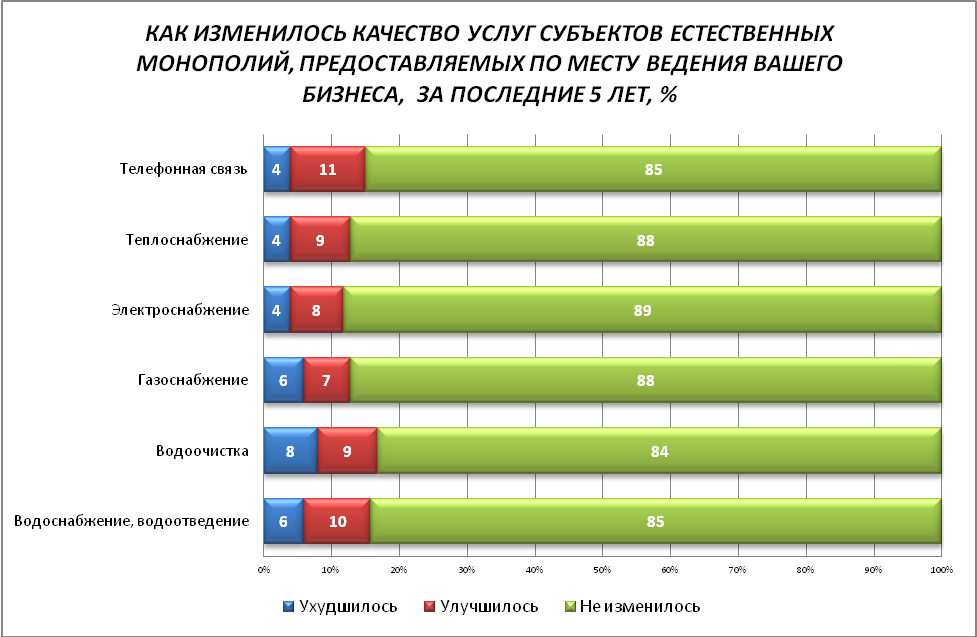 КАК ИЗМЕНИЛОСЬ КАЧЕСТВО УСЛУГ СУБЪЕКТОВ ЕСТЕСТВЕННЫХ
МОНОПОЛИЙ, ПРЕДОСТАВЛЯЕМЫХ ПО МЕСТУ ВЕДЕНИЯ ВАШЕГО
БИЗНЕСА, ЗА ПОСЛЕДНИЕ 5 ЛЕТ, %
Телефонная связь 4 11 85
Теплоснабжение 4 9 88
Электроснабжение 4 8 89
Газоснабжение 6 7 88
Водоочистка 8 9 84
Водоснабжение, водоотведение 6 10 85
0% 10% 20% 30% 40% 50% 60% 70% 80% 90% 100%
Ухудшилось Улучшилось Не изменилось